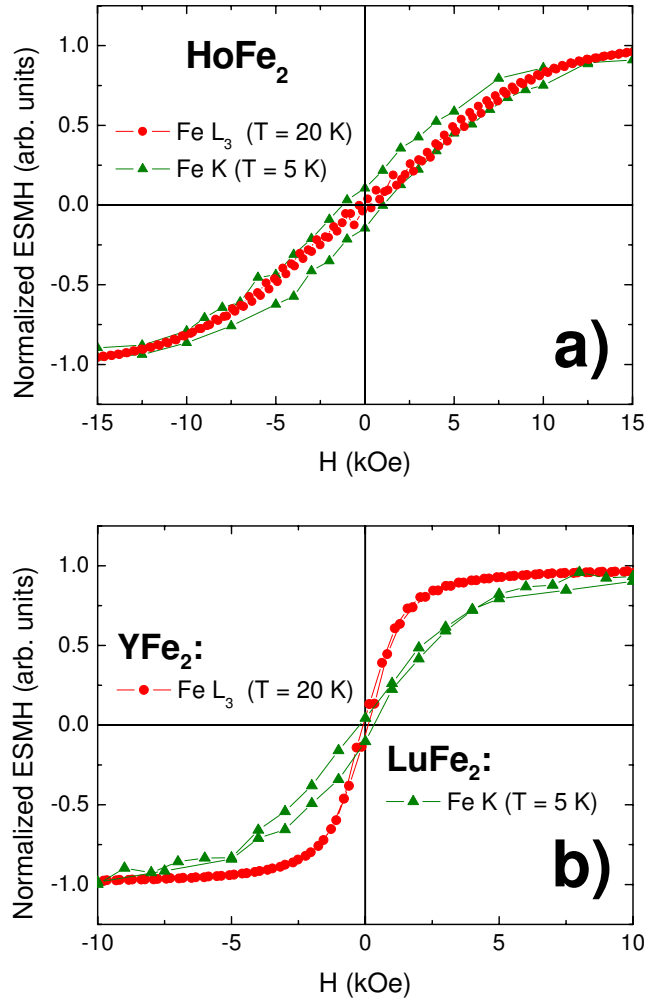 HoFe2
Fe L3 (T = 20 K)
Fe K (T = 5 K)
a)
1.0
0.5
0.0
-0.5
-1.0
Normalized ESMH (arb. units)
-15 -10 -5 0 5 10 15
H (kOe)
YFe2:
Fe L3 (T = 20 K)
LuFe2:
Fe K (T = 5 K)
b)
1.0
0.5
0.0
-0.5
-1.0
Normalized ESMH (arb. units)
-10 -5 0 5 10
H (kOe)